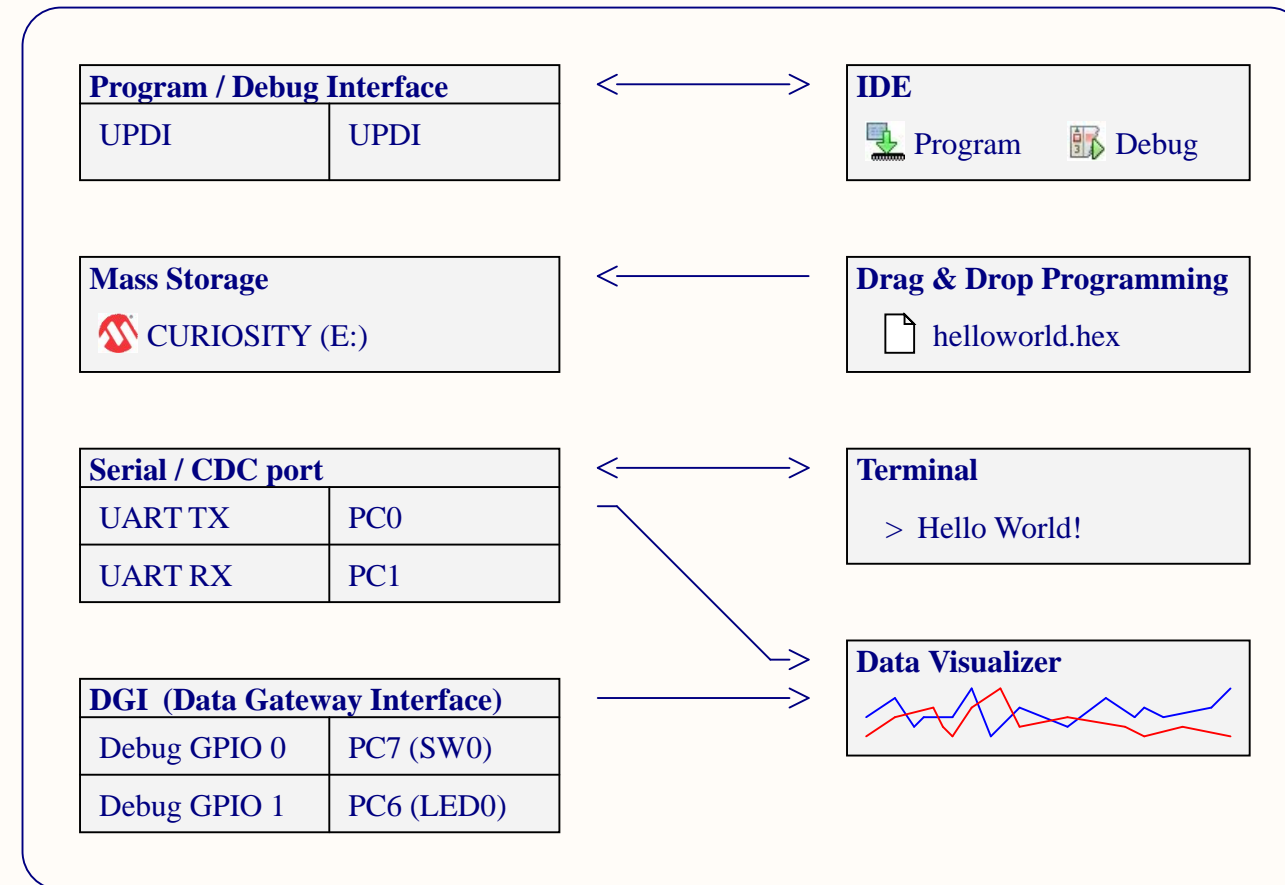 Program / Debug Interface
UPDI UPDI
IDE
Program Debug
Mass Storage
CURIOSITY (E:)
Drag & Drop Programming
helloworld.hex
Serial / CDC port
UART TX PC0
UART RX PC1
Terminal
> Hello World!
DGI (Data Gateway Interface)
Debug GPIO 0 PC7 (SW0)
Debug GPIO 1 PC6 (LED0)
Data Visualizer